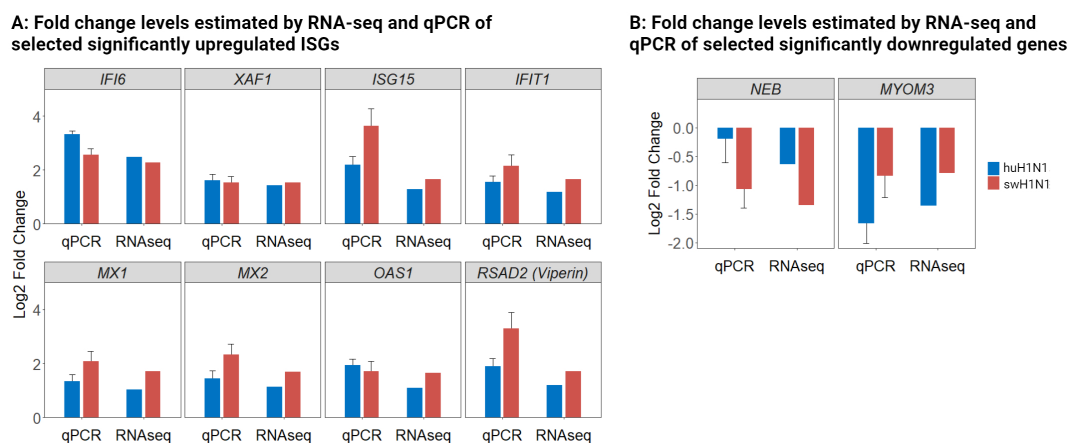 A: Fold change levels estimated by RNA-seq and qPCR of
selected significantly upregulated ISGs
IFI6 XAF1 ISG15 IFIT1
4
2
0
qPCR RNAseq qPCR RNAseq qPCR RNAseq qPCR RNAseq
Log2 Fold Change
MX1 MX2 OAS1 RSAD2 (Viperin)
4
2
0
qPCR RNAseq qPCR RNAseq qPCR RNAseq qPCR RNAseq
B: Fold change levels estimated by RNA-seq and
qPCR of selected significantly downregulated genes
NEB MYOM3
Log2 Fold Change
0.0
-0.5
-1.0
-1.5
-2.0
qPCR RNAseq qPCR RNAseq
huH1N1
swH1N1